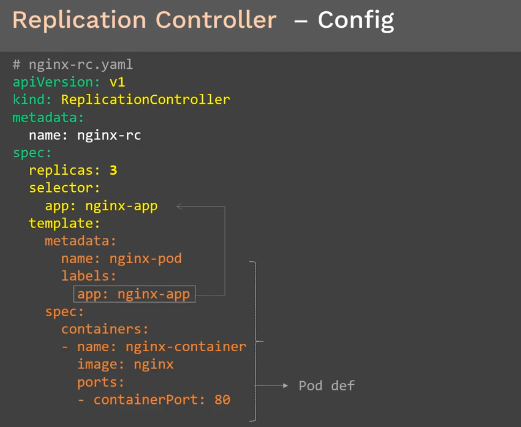 Replication Controller – Config
# nginx-rc.yaml
apiVersion: v1
kind: ReplicationController
metadata:
  name: nginx-rc
spec:
  replicas: 3
  selector:
    app: nginx-app
  template:
    metadata:
      name: nginx-pod
      labels:
        app: nginx-app
    spec:
      containers:
      - name: nginx-container
        image: nginx
        ports:
        - containerPort: 80
Pod def